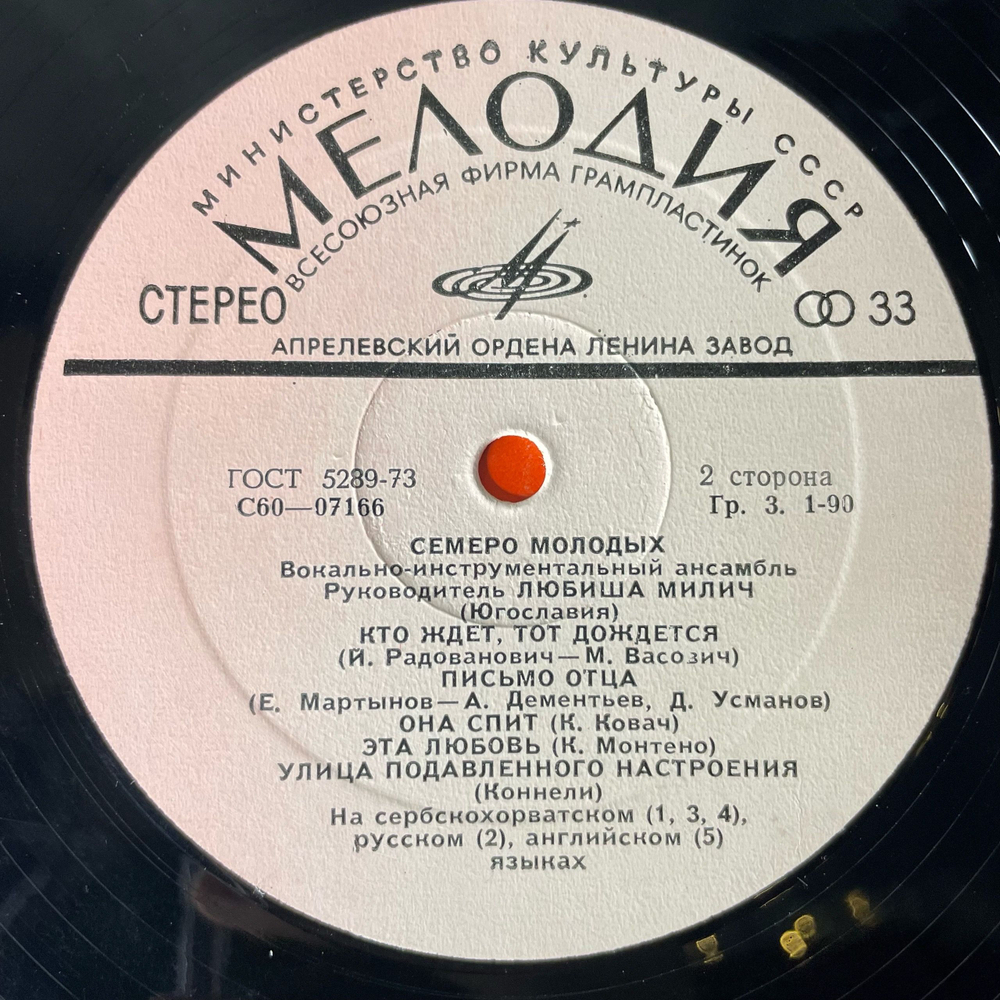 МИНИСТЕРСТВО КУЛЬТУРЫ СССР
МЕЛОДИЯ
ВСЕСОЮЗНАЯ ФИРМА ГРАМПЛАСТИНОК
СТЕРЕО
33
АПРЕЛЕВСКИЙ ОРДЕНА ЛЕНИНА ЗАВОД
ГОСТ 5289-73
2 сторона
С60—07166
Гр. 3. 1-90
СЕМЕРО МОЛОДЫХ
Вокально-инструментальный ансамбль
Руководитель ЛЮБИША МИЛИЧ
(Югославия)
КТО ЖДЕТ, ТОТ ДОЖДЕТСЯ
(Й. Радованович—М. Васозич)
ПИСЬМО ОТЦА
(Е. Мартынов—А. Дементьев, Д. Усманов)
ОНА СПИТ (К. Ковач)
ЭТА ЛЮБОВЬ (К. Монтено)
УЛИЦА ПОДАВЛЕННОГО НАСТРОЕНИЯ
(Коннели)
На сербскохорватском (1, 3, 4),
русском (2), английском (5)
языках